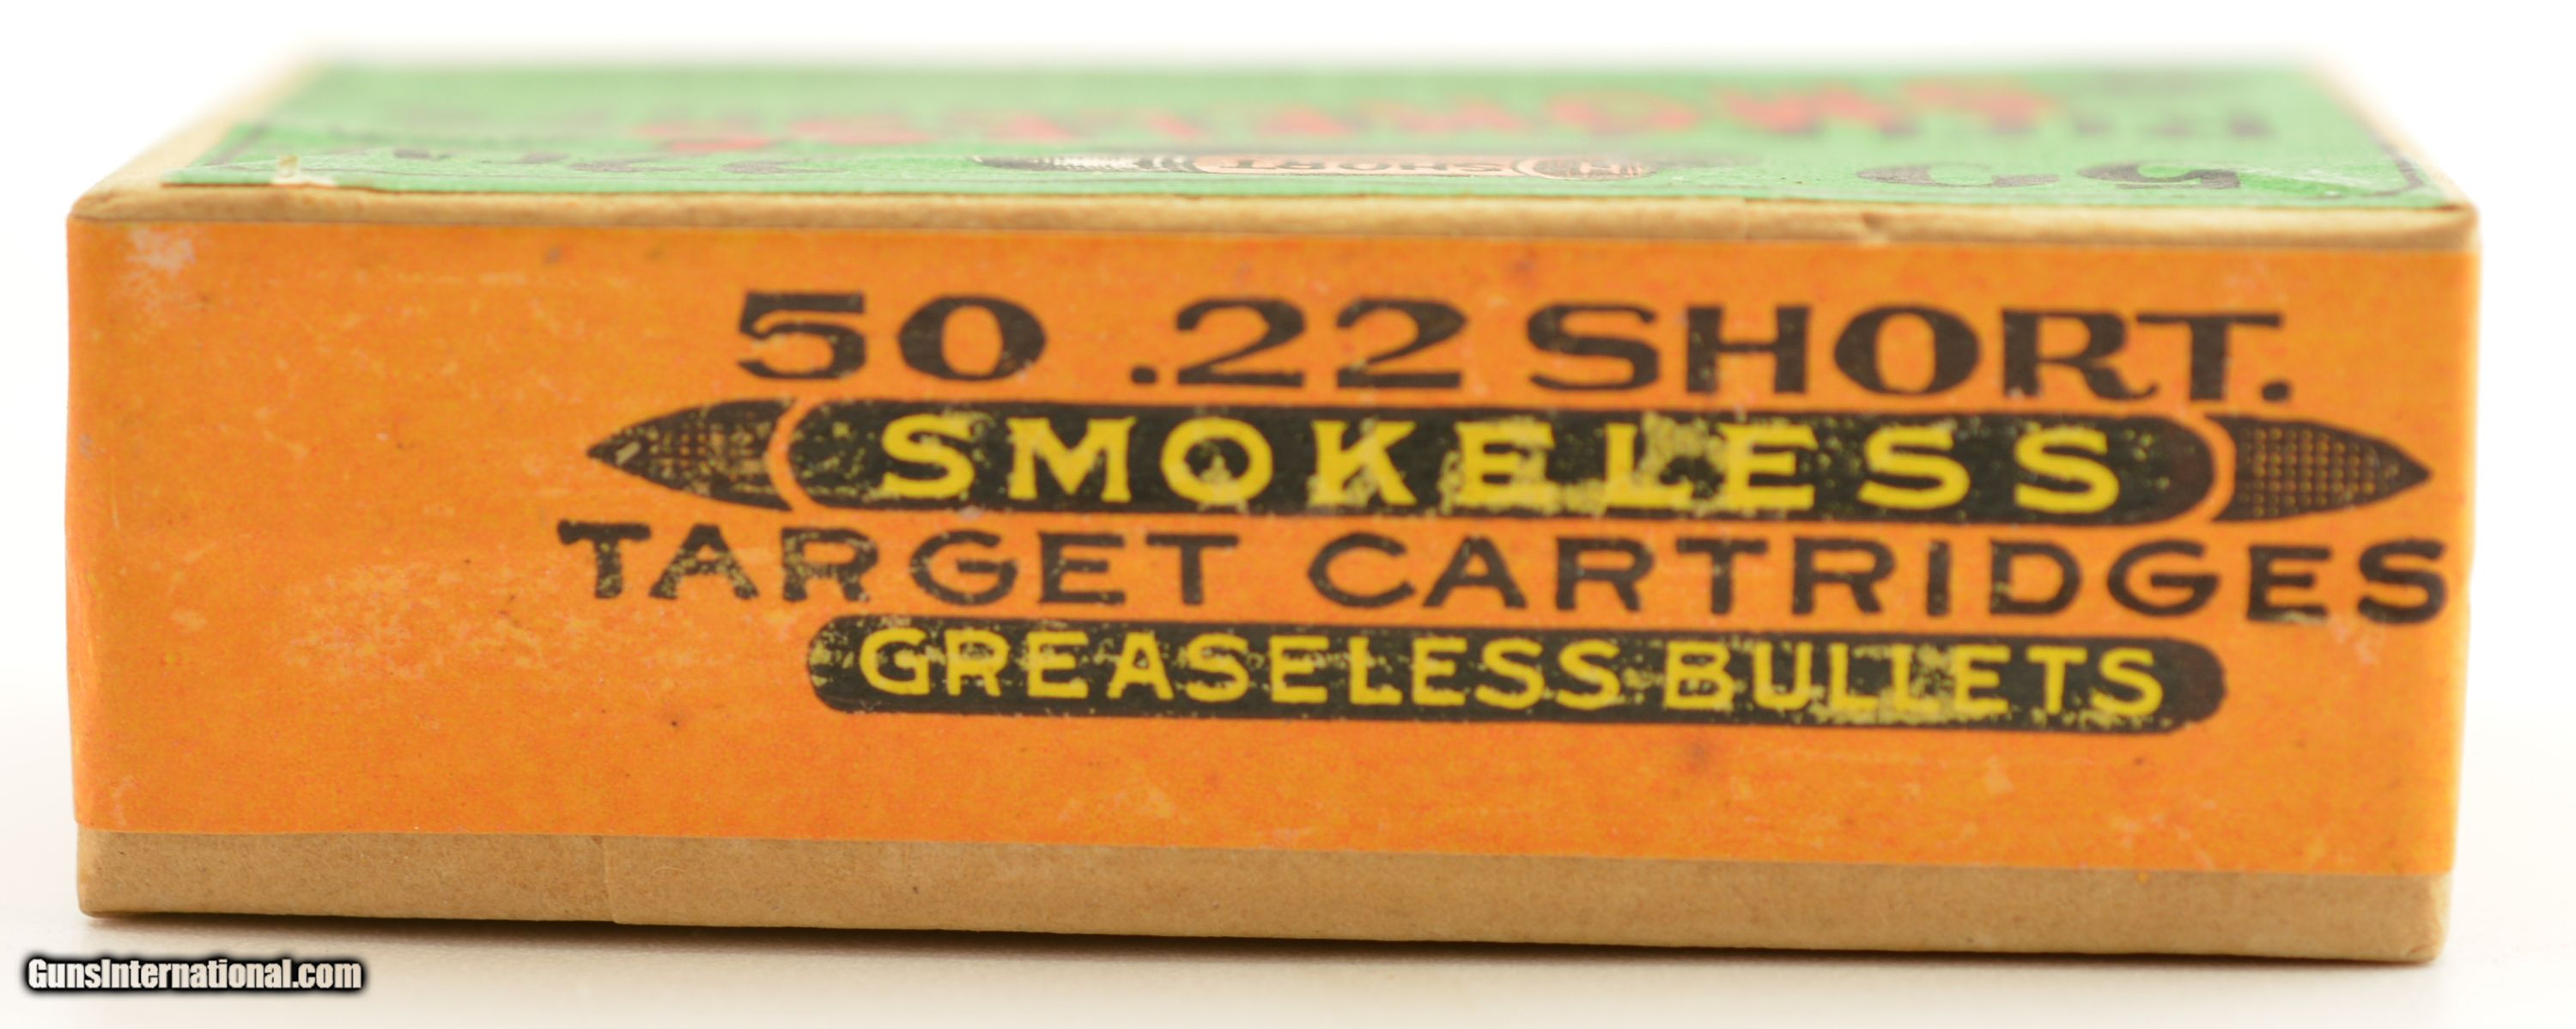 50 .22 SHORT.
SMOKELESS
TARGET CARTRIDGES
GREASELESS BULLETS
GunsInternational.com